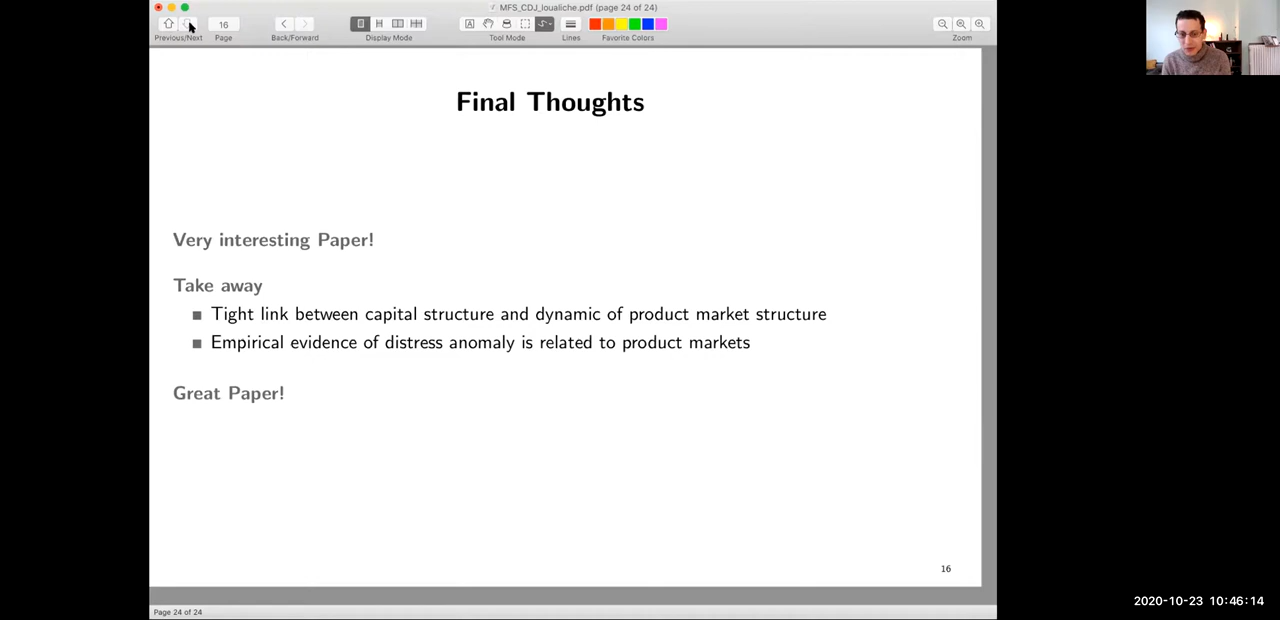 MFS_CDJ_ioualiche.pdf (page 24 of 24)
16
Previous/Next
Page
Back/Forward
Display Mode
Tool Mode
Lines
Favorite Colors
Zoom
Final Thoughts
Very interesting Paper!
Take away
Tight link between capital structure and dynamic of product market structure
Empirical evidence of distress anomaly is related to product markets
Great Paper!
16
Page 24 of 24
2020-10-23 10:46:14